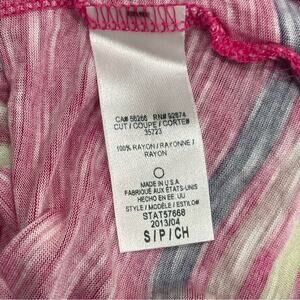 CA# 56266 RN# 92874
CUT / COUPE / CORTE#
35723
100% RAYON / RAYONNE /
RAYON
MADE IN U.S.A
FABRIQUÉ AUX ÉTATS-UNIS
HECHO EN EE. UU
STYLE / MODÈLE / ESTILO#
STAT57668
2013/04
S / P / CH